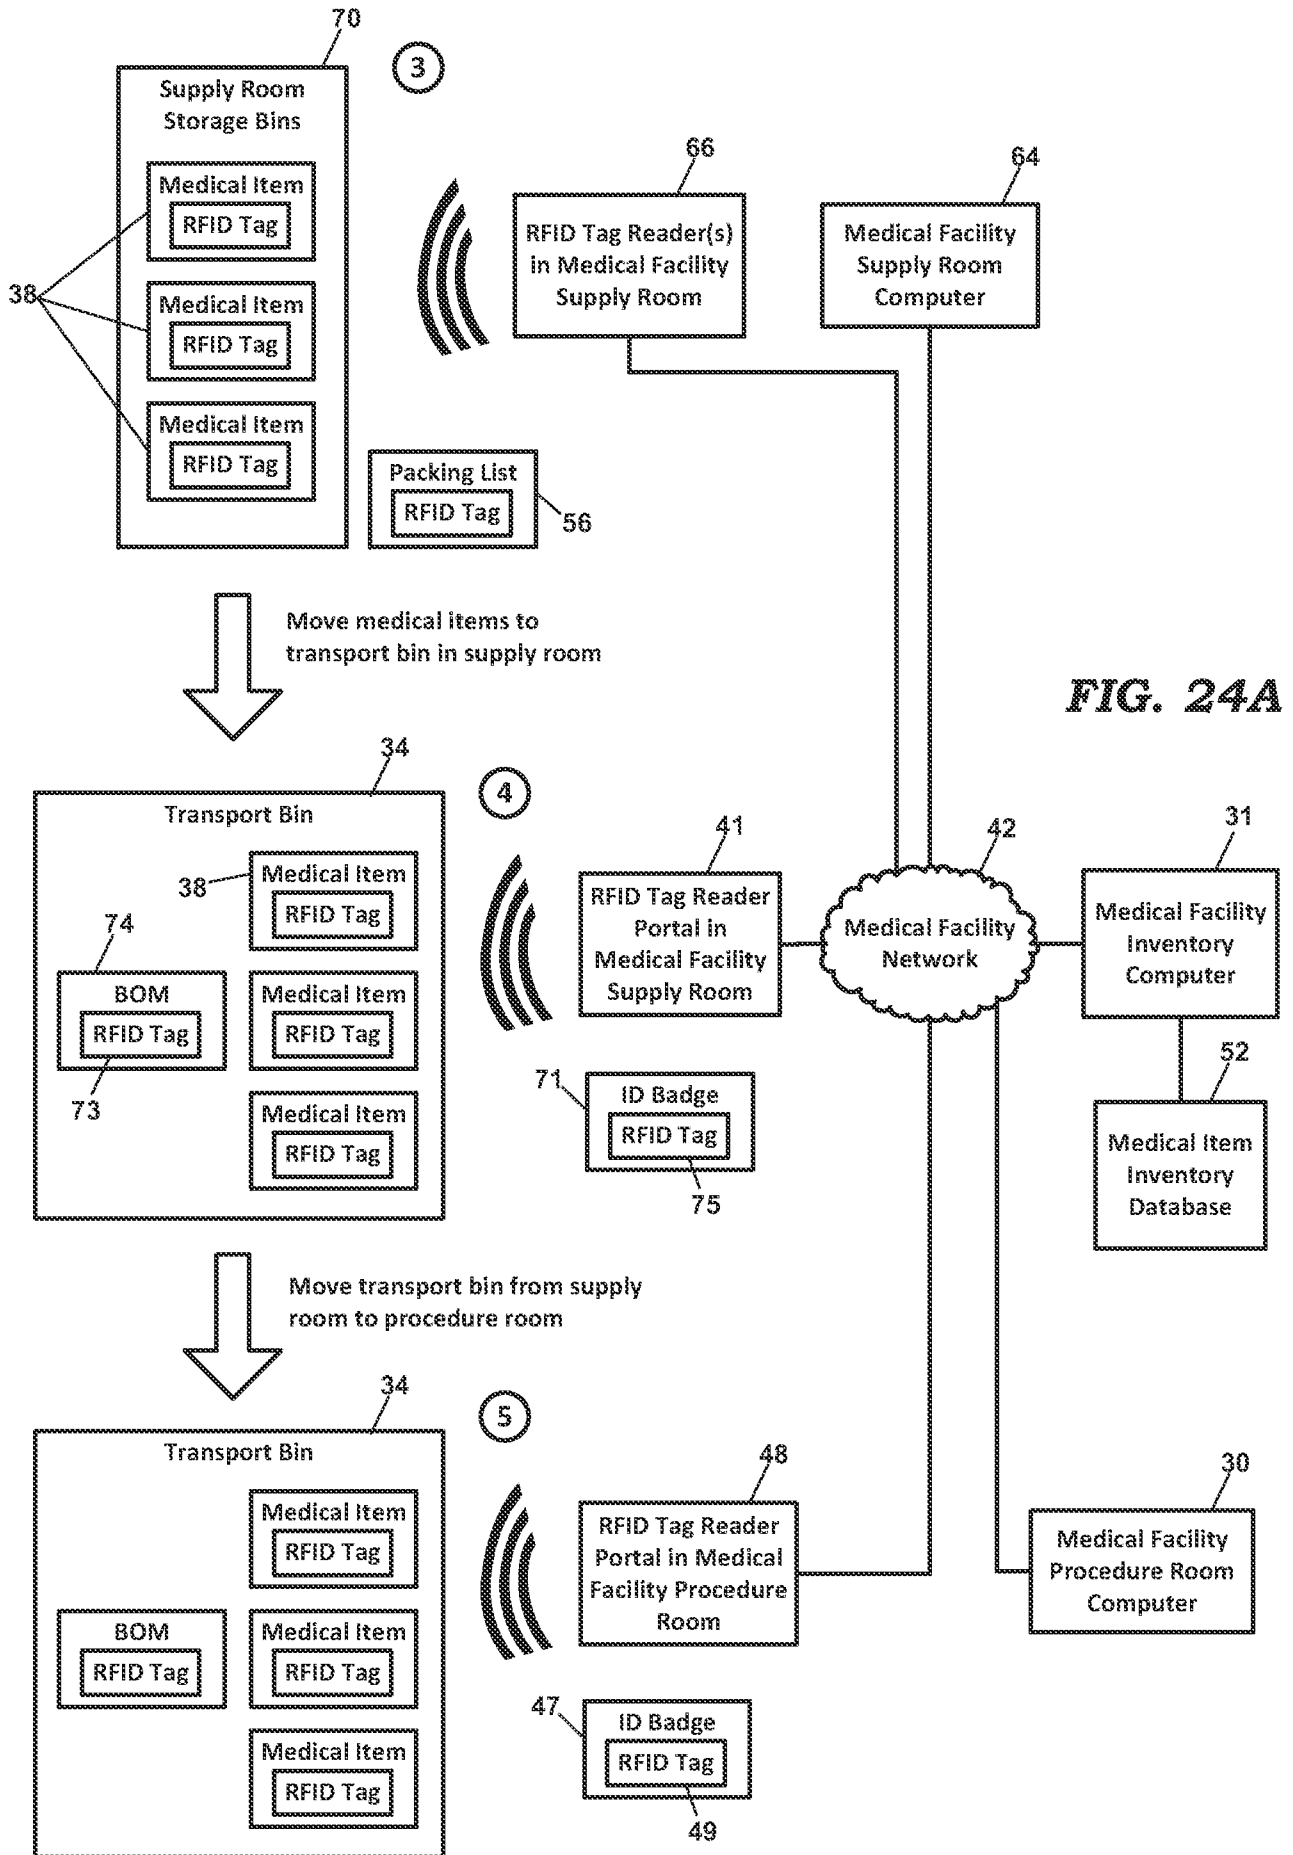 70
3
Supply Room
Storage Bins
Medical Item
RFID Tag
38
Medical Item
RFID Tag
Medical Item
RFID Tag
66
RFID Tag Reader(s)
in Medical Facility
Supply Room
64
Medical Facility
Supply Room
Computer
Packing List
RFID Tag
56
Move medical items to
transport bin in supply room
FIG. 24A
34
4
Transport Bin
38
Medical Item
RFID Tag
74
BOM
RFID Tag
73
Medical Item
RFID Tag
Medical Item
RFID Tag
41
RFID Tag Reader
Portal in
Medical Facility
Supply Room
42
Medical Facility
Network
31
Medical Facility
Inventory
Computer
71
ID Badge
RFID Tag
75
52
Medical Item
Inventory
Database
Move transport bin from supply
room to procedure room
34
5
Transport Bin
Medical Item
RFID Tag
BOM
RFID Tag
Medical Item
RFID Tag
Medical Item
RFID Tag
48
RFID Tag Reader
Portal in Medical
Facility Procedure
Room
30
Medical Facility
Procedure Room
Computer
47
ID Badge
RFID Tag
49